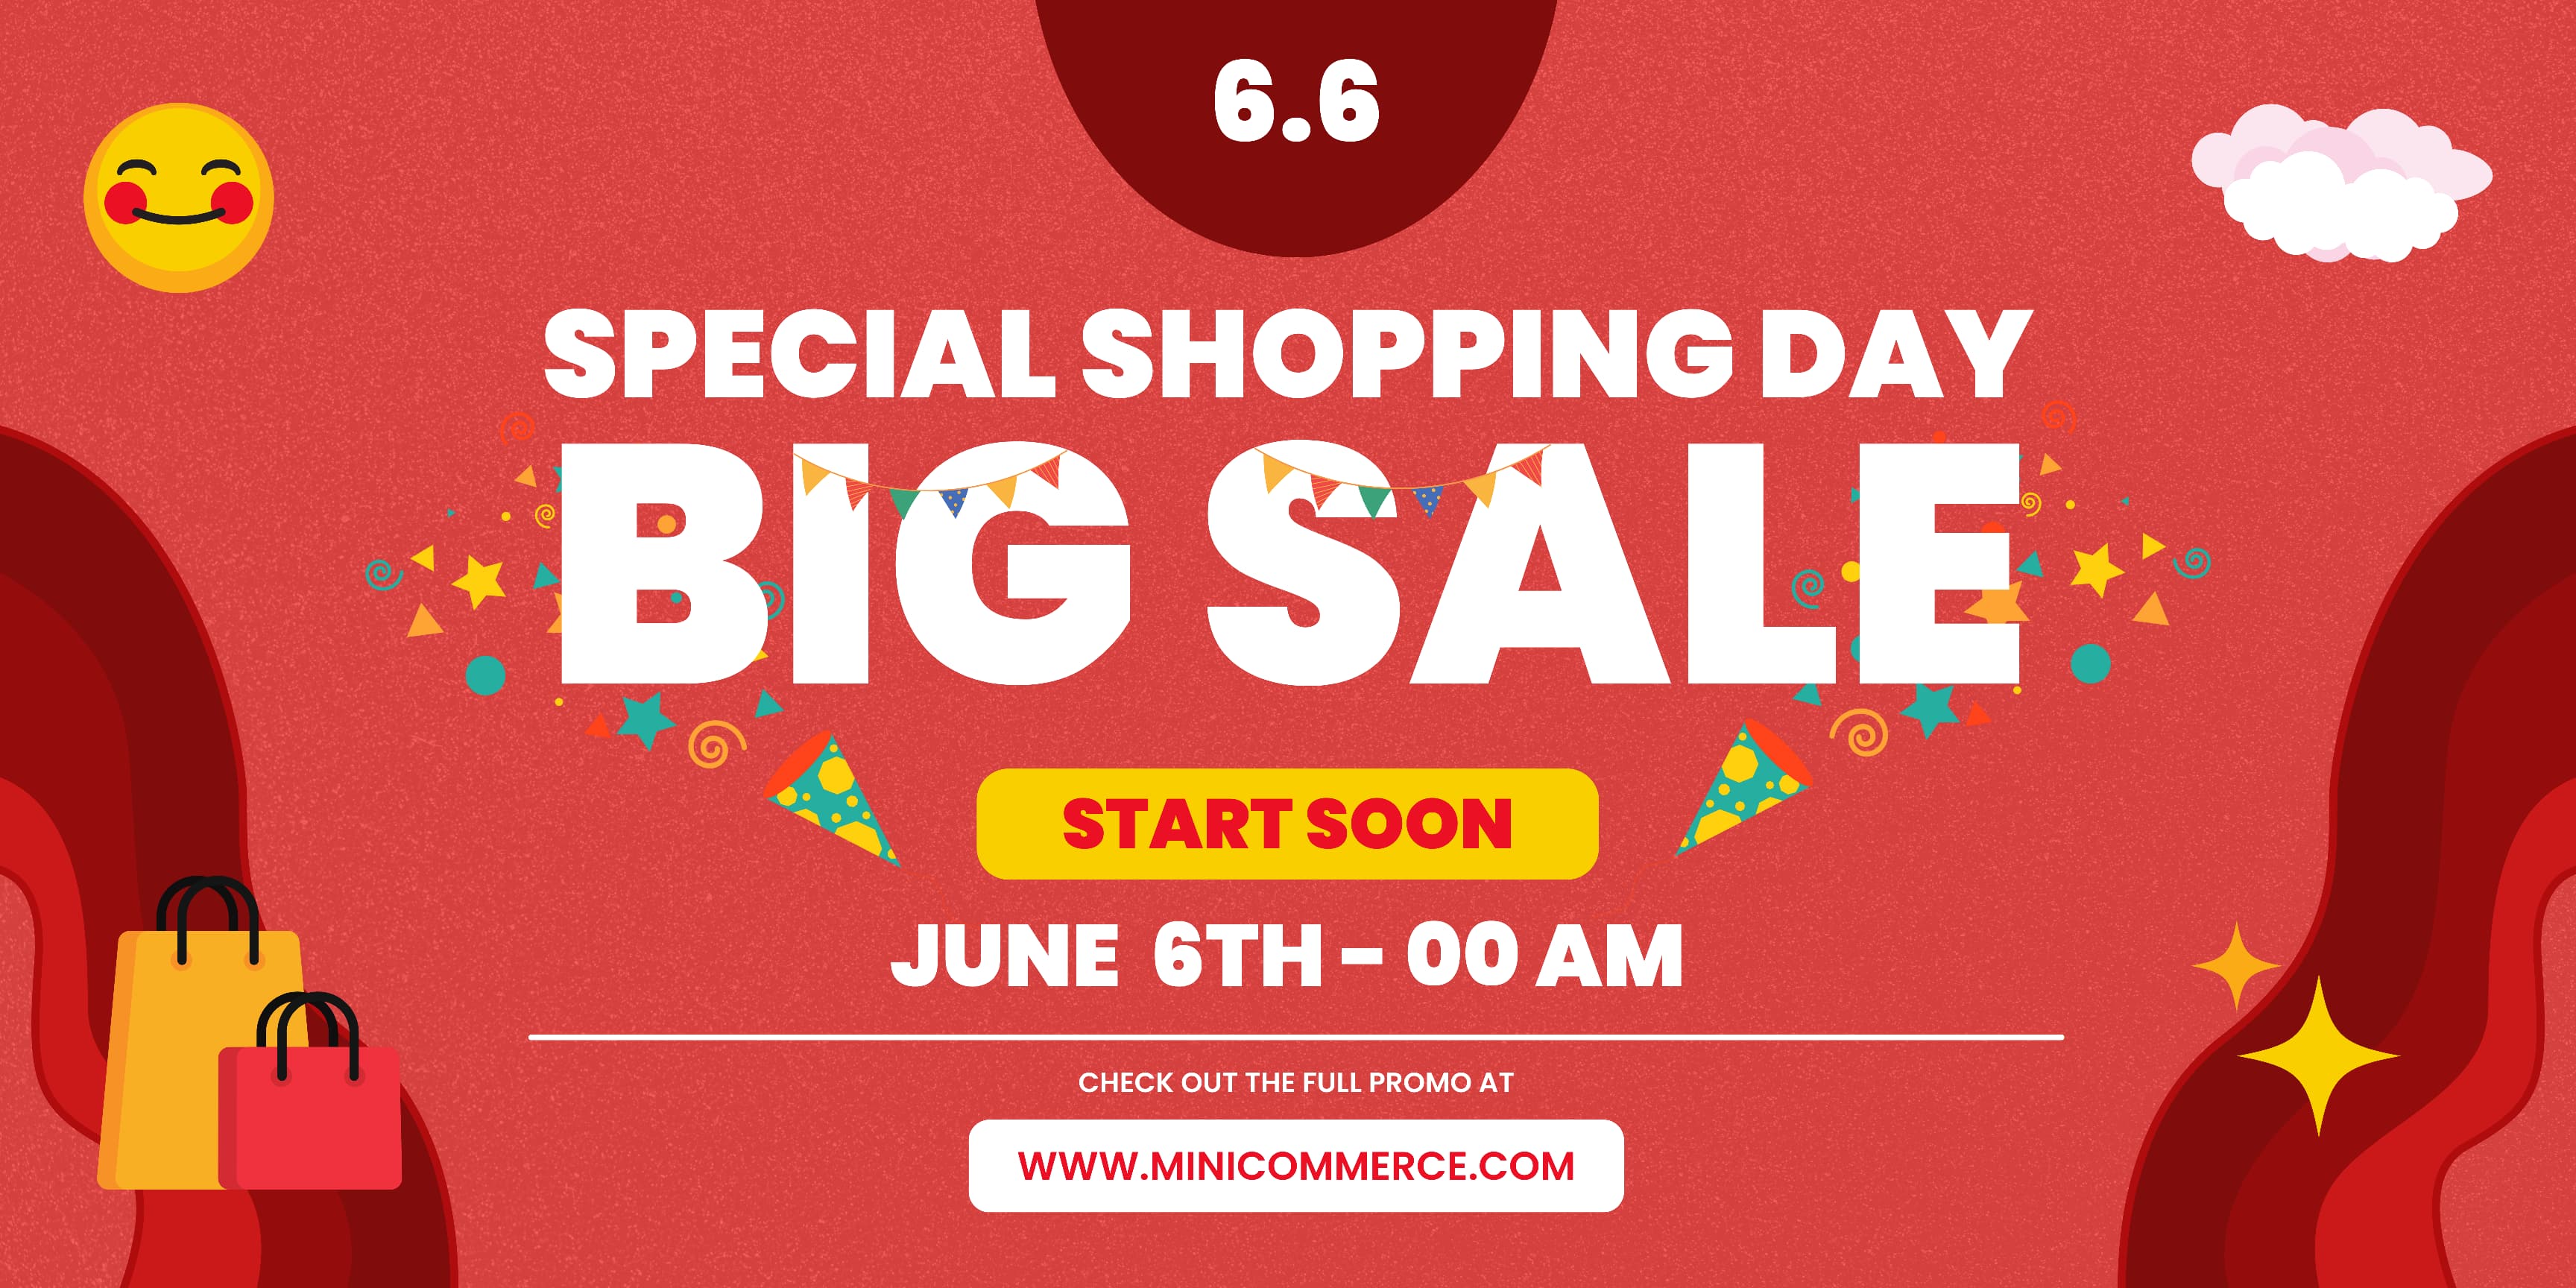 6.6
SPECIAL SHOPPING DAY
BIG SALE
START SOON
JUNE 6TH - 00 AM
CHECK OUT THE FULL PROMO AT
WWW.MINICOMMERCE.COM